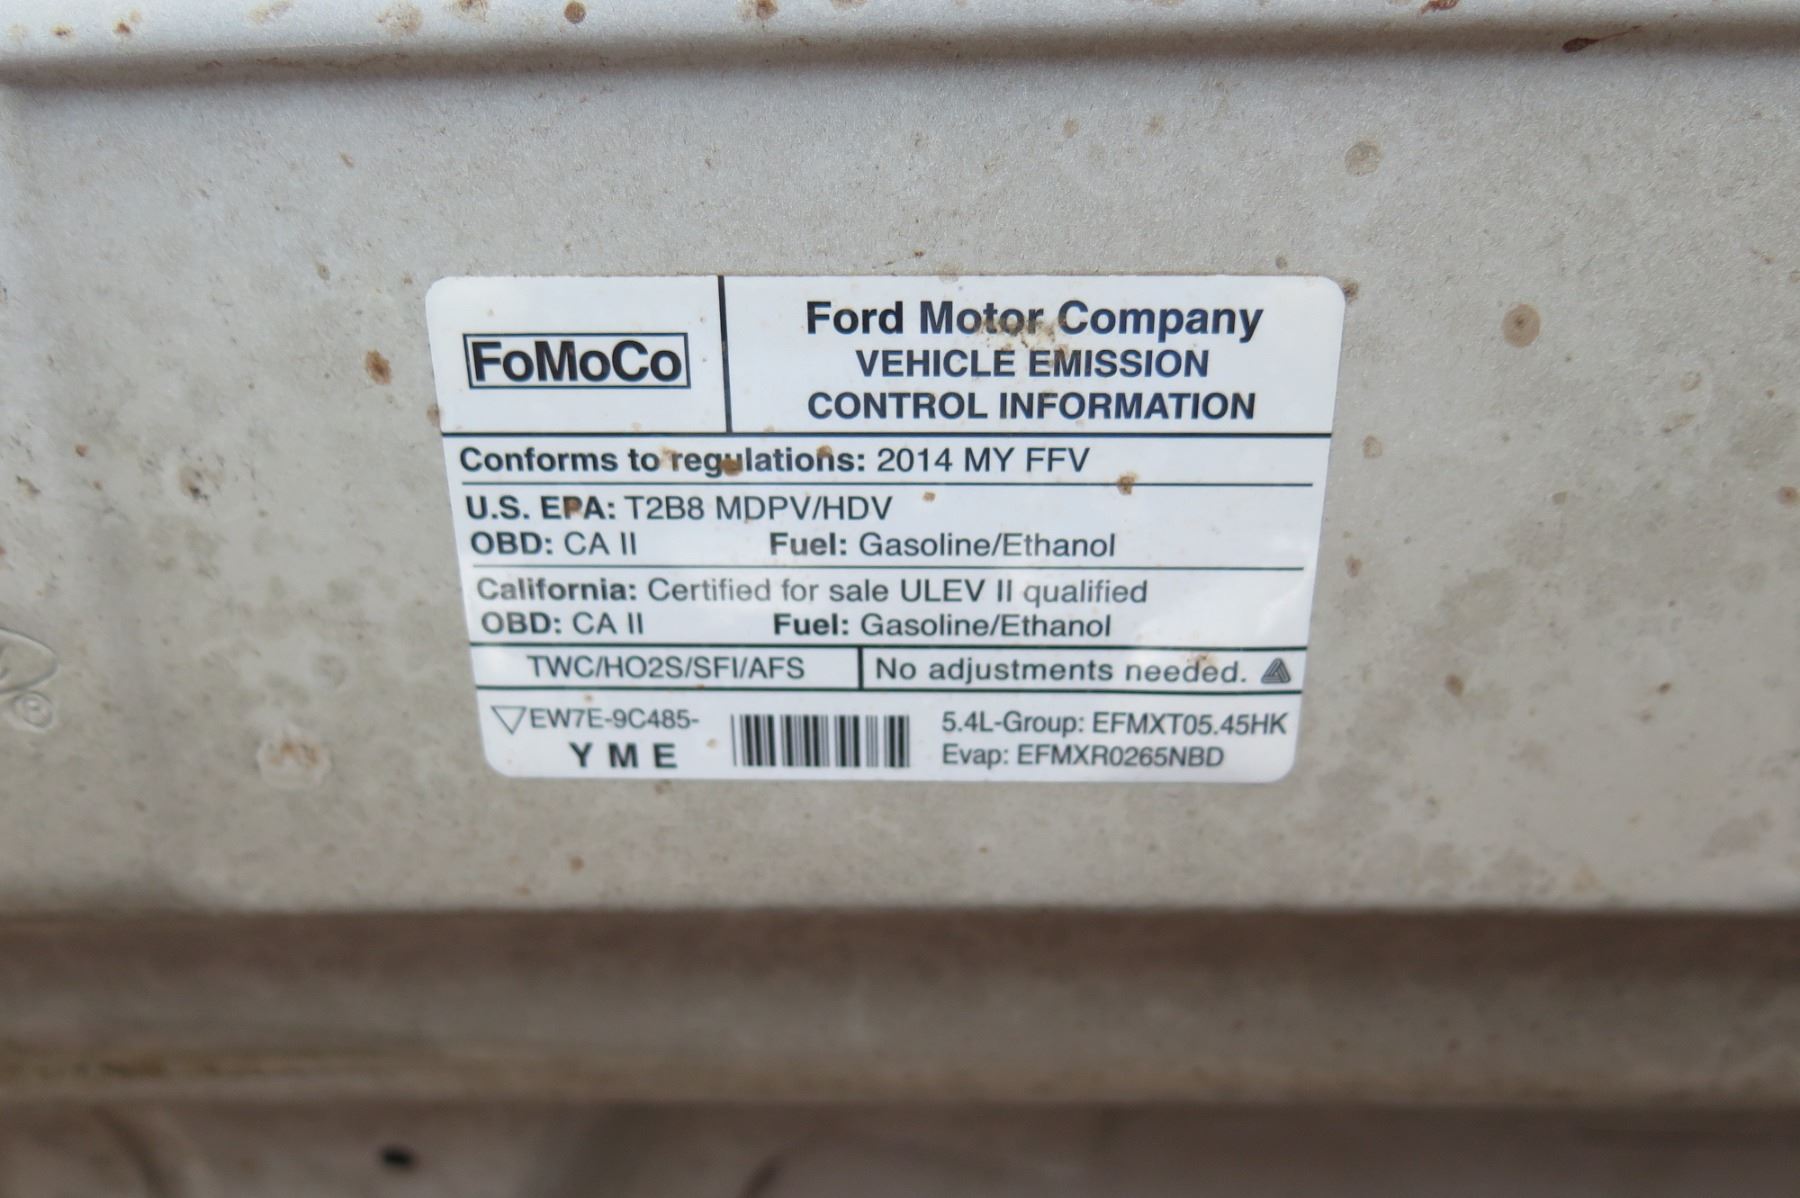 FoMoCo
Ford Motor Company
VEHICLE EMISSION
CONTROL INFORMATION
Conforms to regulations: 2014 MY FFV
U.S. EPA: T2B8 MDPV/HDV
OBD: CA II Fuel: Gasoline/Ethanol
California: Certified for sale ULEV II qualified
OBD: CA II Fuel: Gasoline/Ethanol
TWC/HO2S/SFI/AFS No adjustments needed.
EW7E-9C485- 5.4L-Group: EFMXT05.45HK
Y M E Evap: EFMXR0265NBD